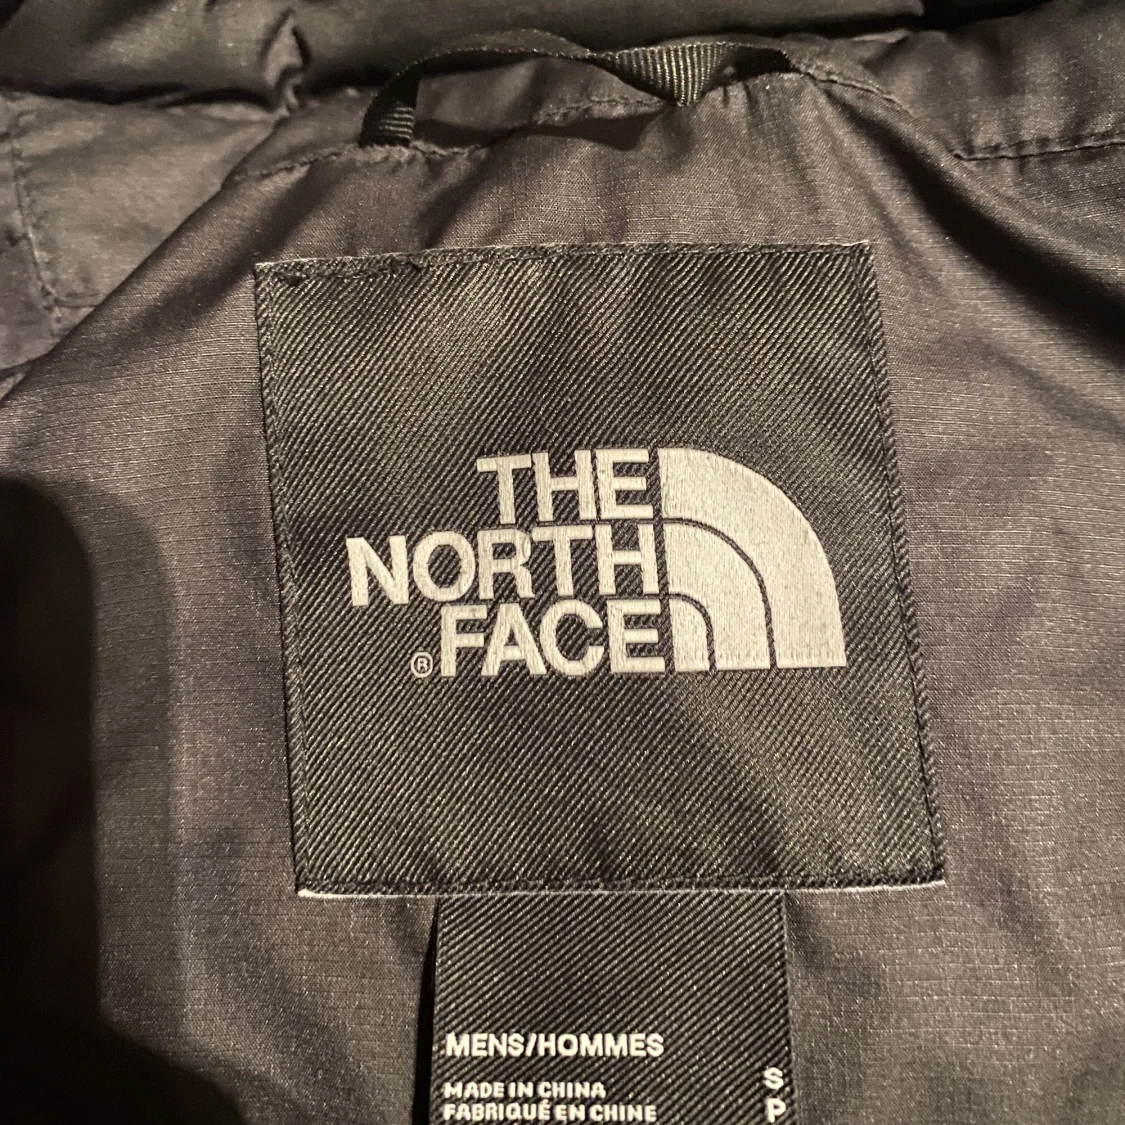 THE
NORTH
®FACE
MENS/HOMMES
MADE IN CHINA S
FABRIQUÉ EN CHINE P